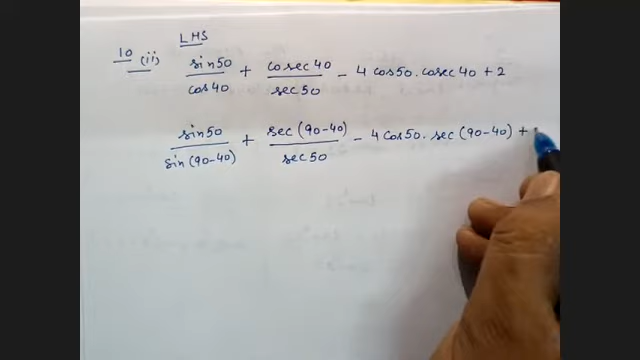 LHS
10 (ii) sin50/cos40 + cosec40/sec50 - 4 cos50. cosec40 + 2
sin50/sin(90-40) + sec(90-40)/sec50 - 4 cos50. sec(90-40) +